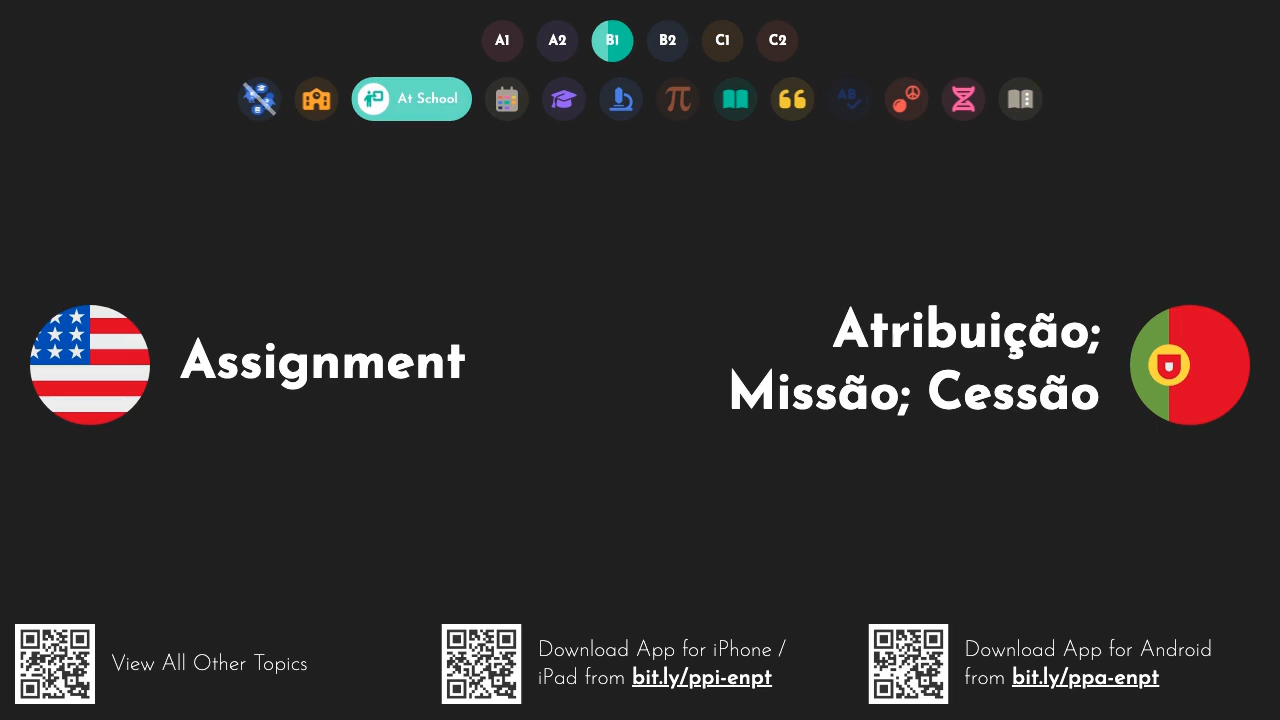 A1 A2 B1 B2 C1 C2
At School
AB
Assignment
Atribuição;
Missão; Cessão
View All Other Topics
Download App for iPhone /
iPad from bit.ly/ppi-enpt
Download App for Android
from bit.ly/ppa-enpt